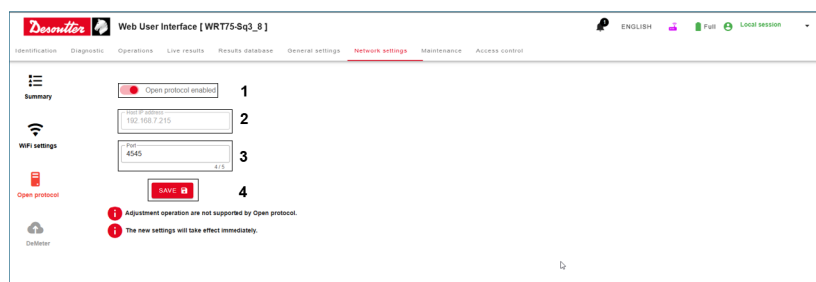 Desoutter Web User Interface [ WRT75-Sq3_8 ] ENGLISH Full Local session
Identification Diagnostic Operations Live results Results database General settings Network settings Maintenance Access control
Summary
WiFi settings
Open protocol
DeMeter
Open protocol enabled 1
Host IP address
192.168.7.215 2
Port
4545 3
4 / 5
SAVE 4
Adjustment operation are not supported by Open protocol.
The new settings will take effect immediately.